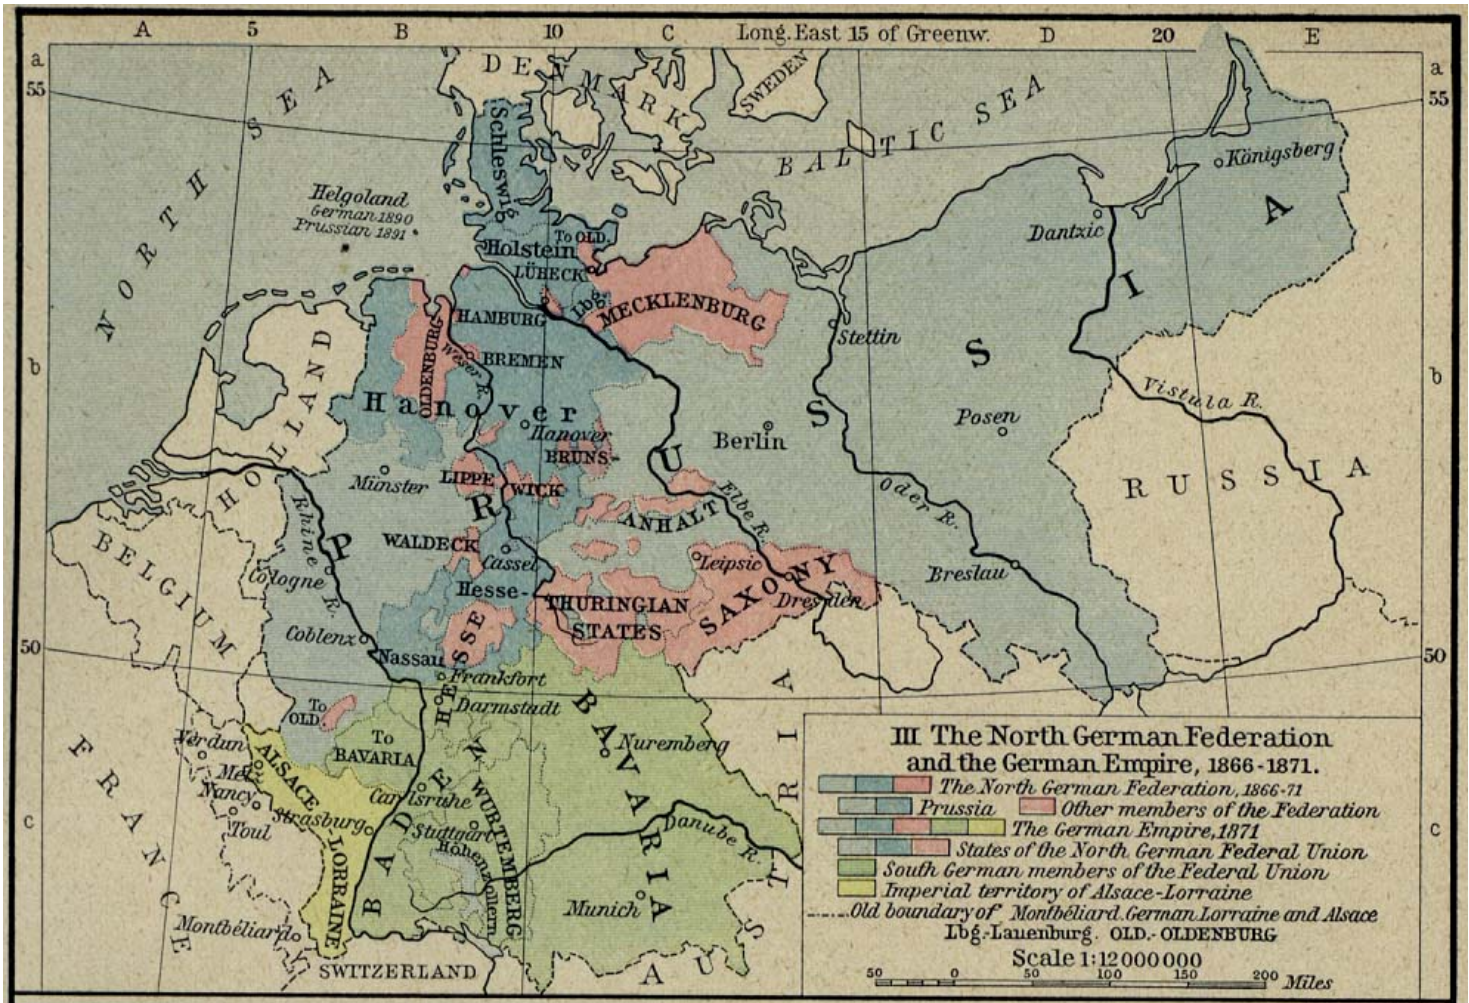 A 5 B 10 C Long. East 15 of Greenw. D 20 E
a
55
a
55
b
b
50
50
c
c
NORTH SEA
DENMARK
SWEDEN
BALTIC SEA
Schleswig
Helgoland
German 1890
Prussian 1891
Holstein
To OLD.
LÜBECK
Lbg.
MECKLENBURG
HAMBURG
OLDENBURG
Weser R.
BREMEN
Hanover
Hanover
BRUNS-
WICK
Königsberg
Dantzic
Stettin
Vistula R.
Posen
Berlin
PRUSSIA
RUSSIA
HOLLAND
Münster
LIPPE
Rhine R.
ANHALT
Elbe R.
Oder R.
BELGIUM
WALDECK
Cassel
Cologne
Hesse-
Nassau
HESSE
THURINGIAN
STATES
Leipsic
SAXONY
Dresden
Breslau
Coblenz
Frankfort
Darmstadt
To
OLD.
To
BAVARIA
BAVARIA
Nuremberg
AUSTRIA
FRANCE
Verdun
Metz
Nancy
Toul
ALSACE-LORRAINE
Strasburg
Carlsruhe
BADEN
Stuttgart
WURTEMBERG
Hohenzollern
Danube R.
Munich
Montbéliard
SWITZERLAND
III The North German Federation
and the German Empire, 1866-1871.
The North German Federation, 1866-71
Prussia Other members of the Federation
The German Empire, 1871
States of the North German Federal Union
South German members of the Federal Union
Imperial territory of Alsace-Lorraine
Old boundary of Montbéliard. German Lorraine and Alsace
Lbg.-Lauenburg. OLD.-OLDENBURG
Scale 1:12 000 000
50 0 50 100 150 200 Miles